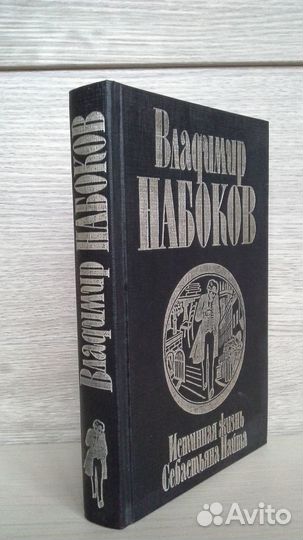 Владимир НАБОКОВ
Владимир
НАБОКОВ
Истинная жизнь
Себастьяна Найта
Avito